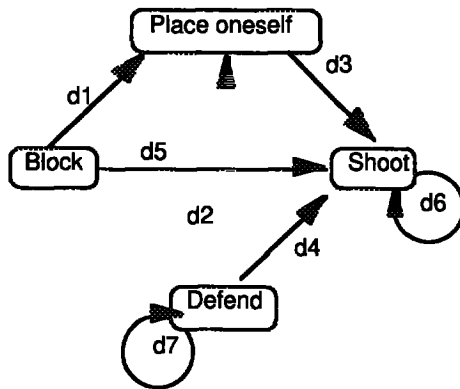 Place oneself
d3
d1
Block
d5
Shoot
d6
d2
d4
Defend
d7